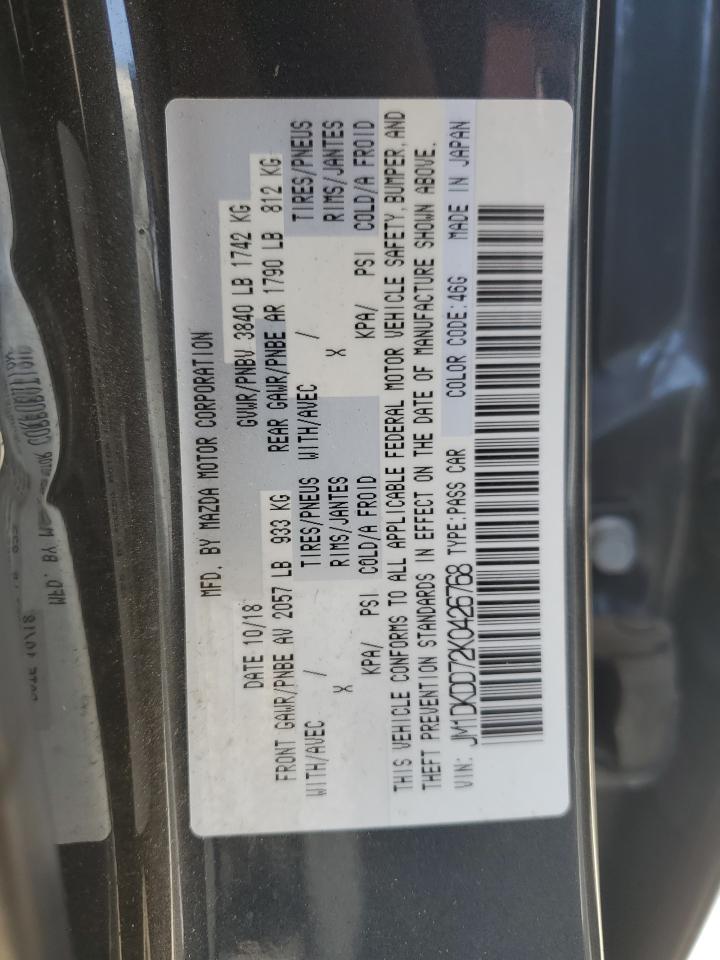 MFD. BY MAZDA MOTOR CORPORATION
DATE 10/18 GVWR/PNBV 3840 LB 1742 KG
FRONT GAWR/PNBE AV 2057 LB 933 KG REAR GAWR/PNBE AR 1790 LB 812 KG
WITH/AVEC / TIRES/PNEUS WITH/AVEC / TIRES/PNEUS
X RIMS/JANTES X RIMS/JANTES
KPA/ PSI COLD/A FROID KPA/ PSI COLD/A FROID
THIS VEHICLE CONFORMS TO ALL APPLICABLE FEDERAL MOTOR VEHICLE SAFETY, BUMPER, AND
THEFT PREVENTION STANDARDS IN EFFECT ON THE DATE OF MANUFACTURE SHOWN ABOVE.
VIN: JM1DKDD72K0426768 TYPE:PASS CAR COLOR CODE:46G MADE IN JAPAN